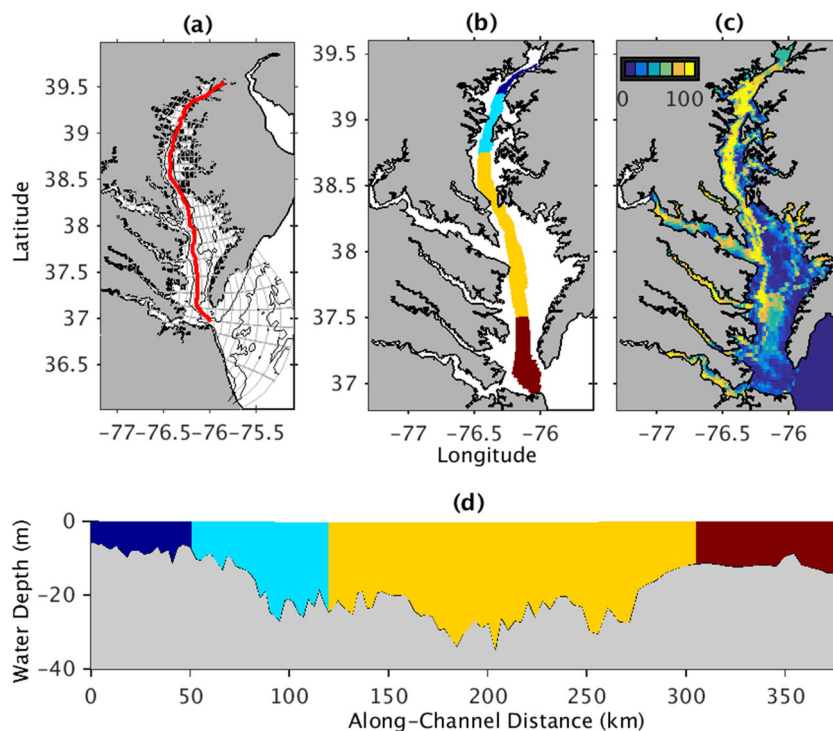 (a)
(b)
(c)
39.5
39
38.5
38
37.5
37
36.5
Latitude
39.5
39
38.5
38
37.5
37
0 100
−77−76.5−76−75.5
−77 −76.5 −76
−77 −76.5 −76
Longitude
(d)
0
−20
−40
Water Depth (m)
0 50 100 150 200 250 300 350
Along-Channel Distance (km)